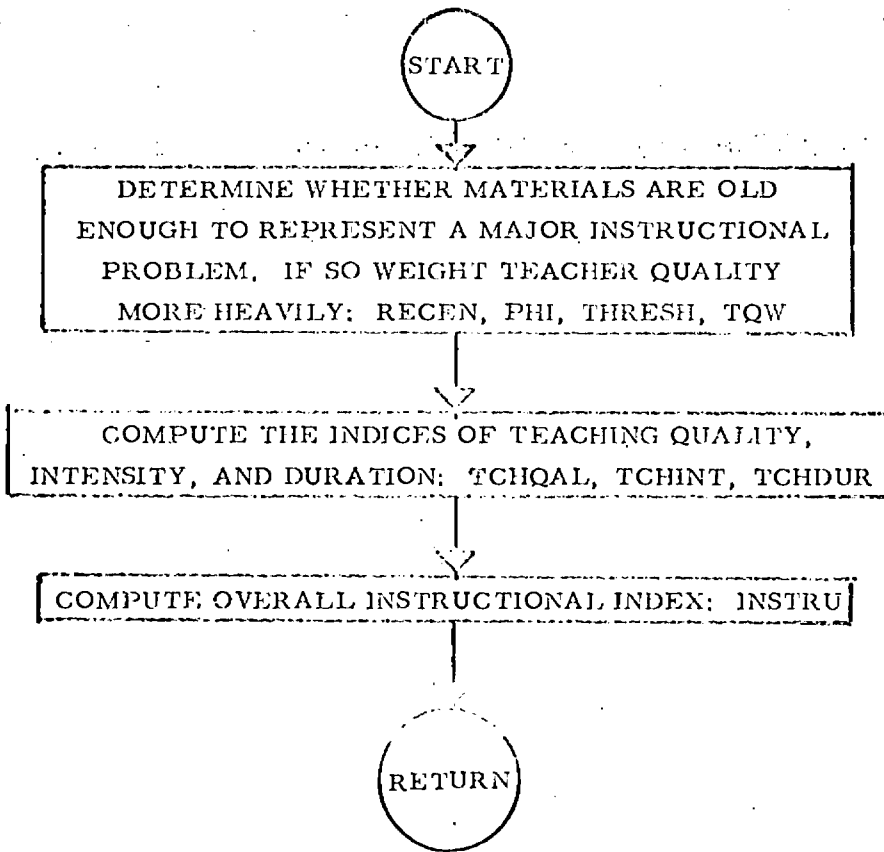 START
DETERMINE WHETHER MATERIALS ARE OLD
ENOUGH TO REPRESENT A MAJOR INSTRUCTIONAL
PROBLEM. IF SO WEIGHT TEACHER QUALITY
MORE HEAVILY: RECEN, PHI, THRESH, TQW
COMPUTE THE INDICES OF TEACHING QUALITY,
INTENSITY, AND DURATION: TCHQAL, TCHINT, TCHDUR
COMPUTE OVERALL INSTRUCTIONAL INDEX: INSTRU
RETURN